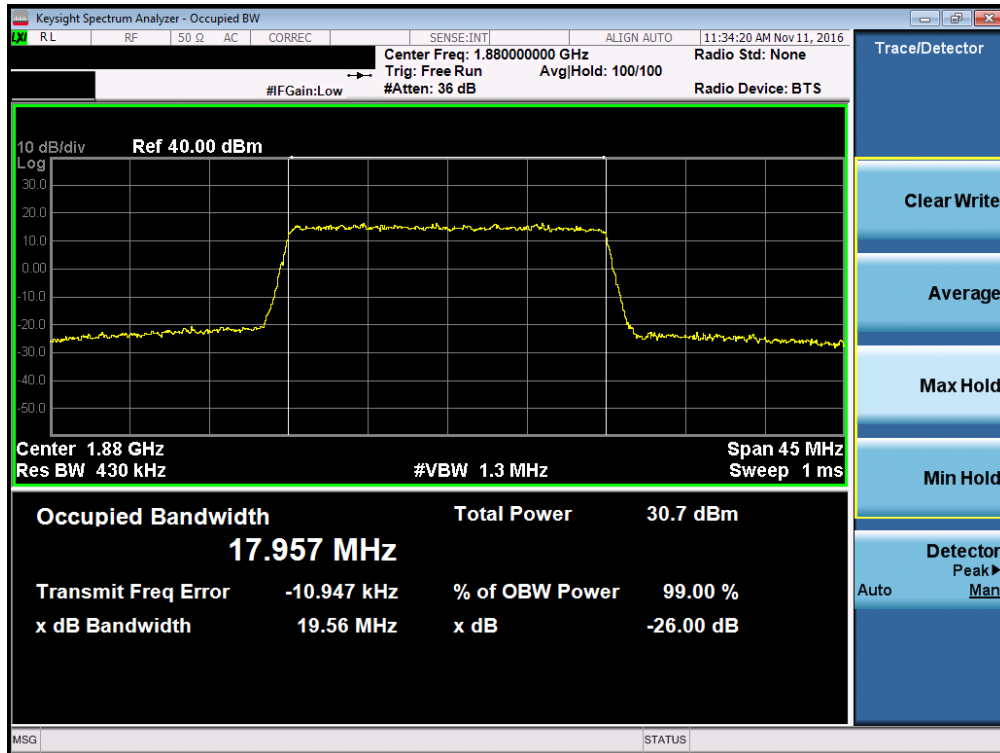 Keysight Spectrum Analyzer - Occupied BW
LXI RL RF 50 Ω AC CORREC SENSE:INT ALIGN AUTO 11:34:20 AM Nov 11, 2016
Center Freq: 1.880000000 GHz Radio Std: None
Trig: Free Run Avg|Hold: 100/100
#IFGain:Low #Atten: 36 dB Radio Device: BTS
Trace/Detector
10 dB/div Ref 40.00 dBm
Log
30.0
20.0
10.0
0.00
-10.0
-20.0
-30.0
-40.0
-50.0
Center 1.88 GHz Span 45 MHz
Res BW 430 kHz #VBW 1.3 MHz Sweep 1 ms
Occupied Bandwidth Total Power 30.7 dBm
17.957 MHz
Transmit Freq Error -10.947 kHz % of OBW Power 99.00 %
x dB Bandwidth 19.56 MHz x dB -26.00 dB
Clear Write
Average
Max Hold
Min Hold
Detector
Peak▶
Auto Man
MSG STATUS